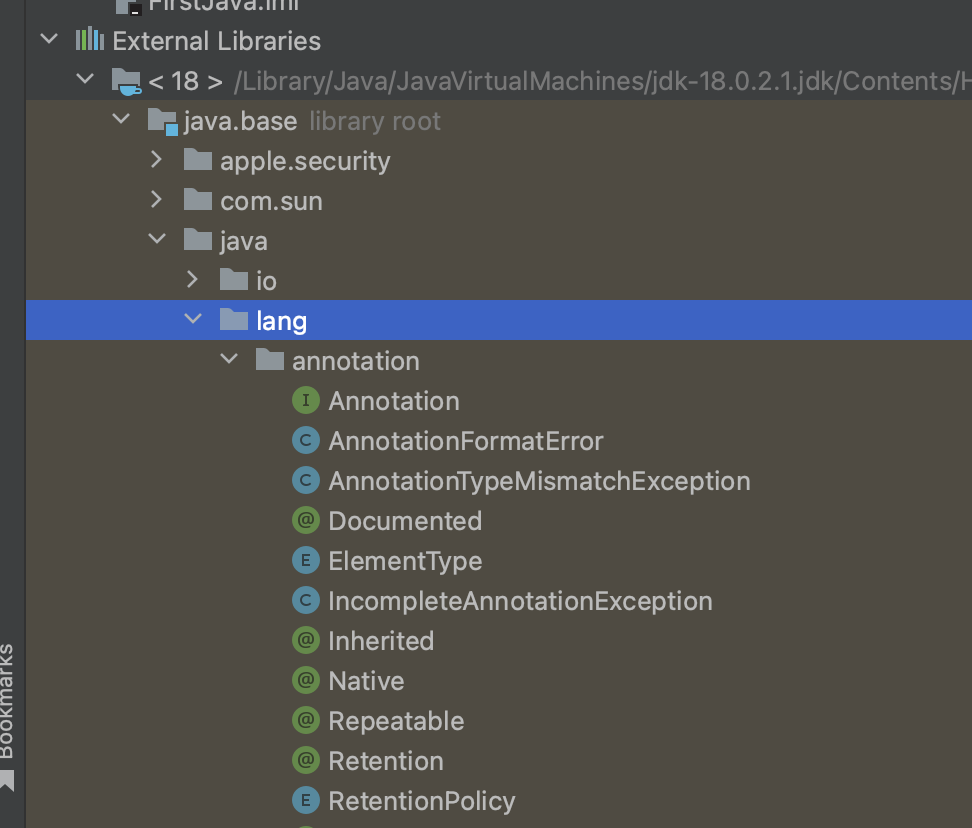 FirstJava.iml
External Libraries
< 18 > /Library/Java/JavaVirtualMachines/jdk-18.0.2.1.jdk/Contents/H
java.base library root
apple.security
com.sun
java
io
lang
annotation
I Annotation
C AnnotationFormatError
C AnnotationTypeMismatchException
@ Documented
E ElementType
C IncompleteAnnotationException
@ Inherited
@ Native
@ Repeatable
@ Retention
E RetentionPolicy
Bookmarks